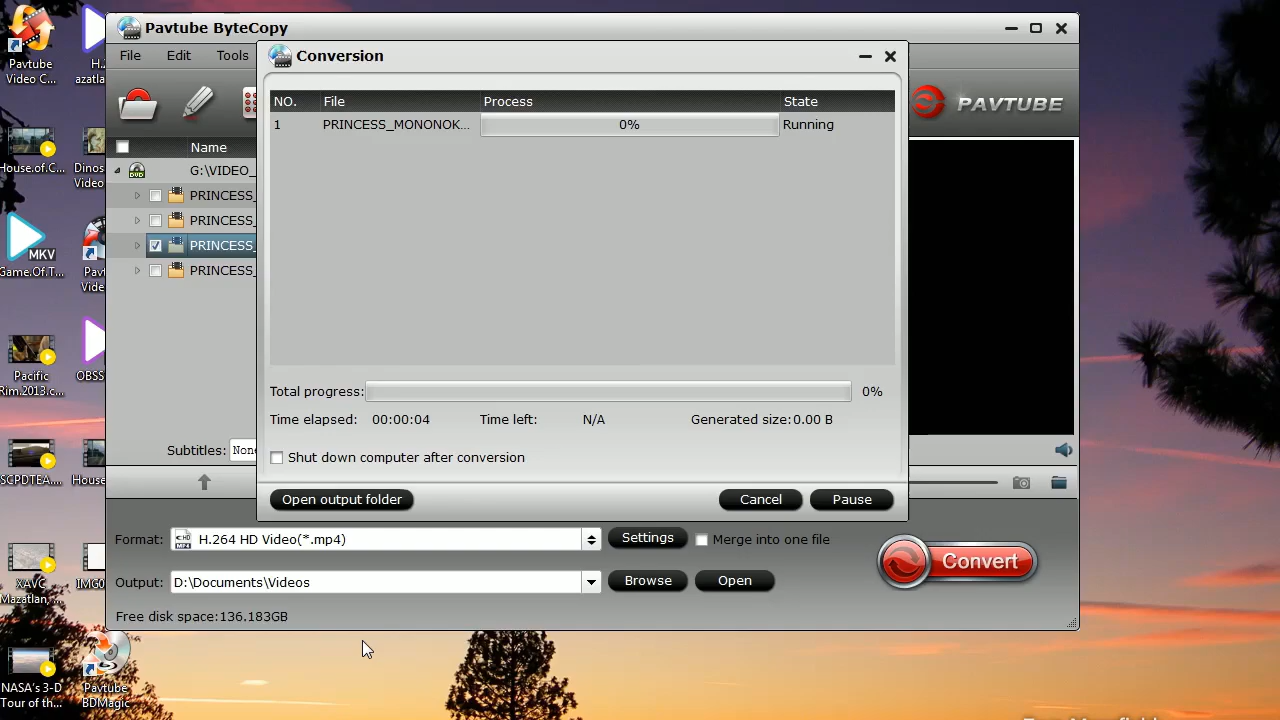 Pavtube ByteCopy
File Edit Tools
PAVTUBE
Name
G:\VIDEO_
PRINCESS_
PRINCESS_
PRINCESS_
PRINCESS_
Subtitles:
Conversion
NO. File Process State
1 PRINCESS_MONONOK... 0% Running
Total progress: 0%
Time elapsed: 00:00:04 Time left: N/A Generated size:0.00 B
Shut down computer after conversion
Open output folder Cancel Pause
Format: H.264 HD Video(*.mp4) Settings Merge into one file
Output: D:\Documents\Videos Browse Open
Convert
Free disk space:136.183GB
Pavtube
Video C...
House.of.C...
MKV
Game.Of.T...
Pacific
Rim.2013.c...
SCPDTEA...
XAVC
Mazatlan,...
NASA's 3-D
Tour of th...
H.2
azatla
Dinos
Video
Pavt
Vide
OBSS
House
IMG0
Pavtube
BDMagic